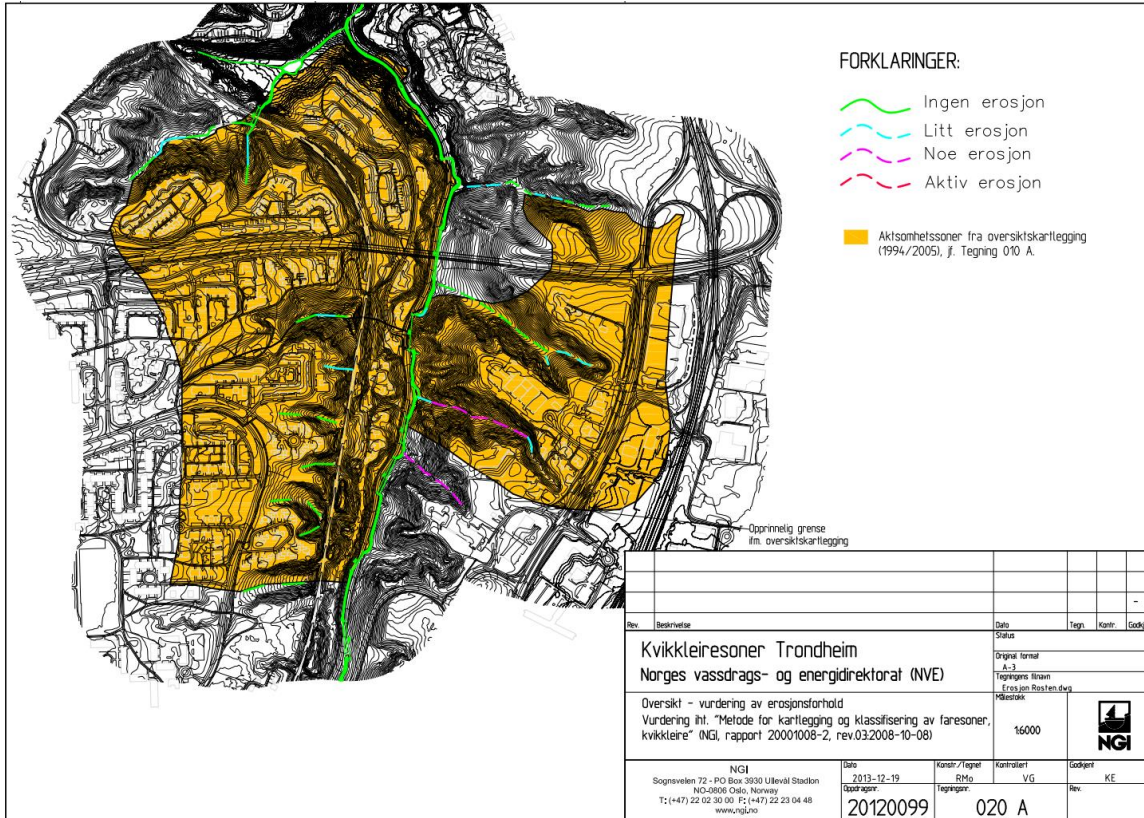 FORKLARINGER:
Ingen erosjon
Litt erosjon
Noe erosjon
Aktiv erosjon
Aktsomhetssoner fra oversiktskartlegging
(1994/2005), jf. Tegning 010 A.
Opprinnelig grense
ifm. oversiktskartlegging
-
Rev. Beskrivelse Dato Tegn. Kontr. Godkj.
Kvikkleiresoner Trondheim
Norges vassdrags- og energidirektorat (NVE)
Status
Original format
A-3
Tegningens filnavn
Erosjon Rosten.dwg
Oversikt - vurdering av erosjonsforhold
Vurdering iht. "Metode for kartlegging og klassifisering av faresoner,
kvikkleire" (NGI, rapport 20001008-2, rev.03:2008-10-08)
Målestokk
1:6000
NGI
NGI
Sognsveien 72 - PO Box 3930 Ullevål Stadion
NO-0806 Oslo, Norway
T: (+47) 22 02 30 00 F: (+47) 22 23 04 48
www.ngi.no
Dato Konstr./Tegnet Kontrollert Godkjent
2013-12-19 RMo VG KE
Oppdragsnr. Tegningsnr. Rev.
20120099 020 A